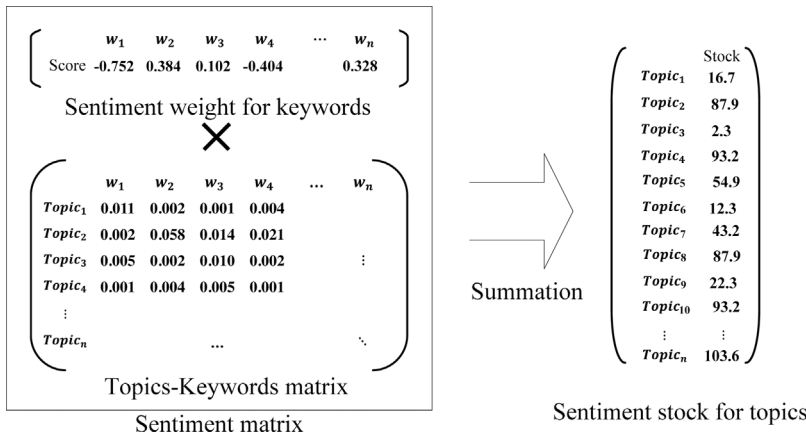 w1 w2 w3 w4 ... wn
Score -0.752 0.384 0.102 -0.404 0.328
Sentiment weight for keywords
×
w1 w2 w3 w4 ... wn
Topic1 0.011 0.002 0.001 0.004
Topic2 0.002 0.058 0.014 0.021
Topic3 0.005 0.002 0.010 0.002 ⋮
Topic4 0.001 0.004 0.005 0.001
⋮
Topicn ... ⋱
Topics-Keywords matrix
Sentiment matrix
Summation
Stock
Topic1 16.7
Topic2 87.9
Topic3 2.3
Topic4 93.2
Topic5 54.9
Topic6 12.3
Topic7 43.2
Topic8 87.9
Topic9 22.3
Topic10 93.2
⋮ ⋮
Topicn 103.6
Sentiment stock for topics